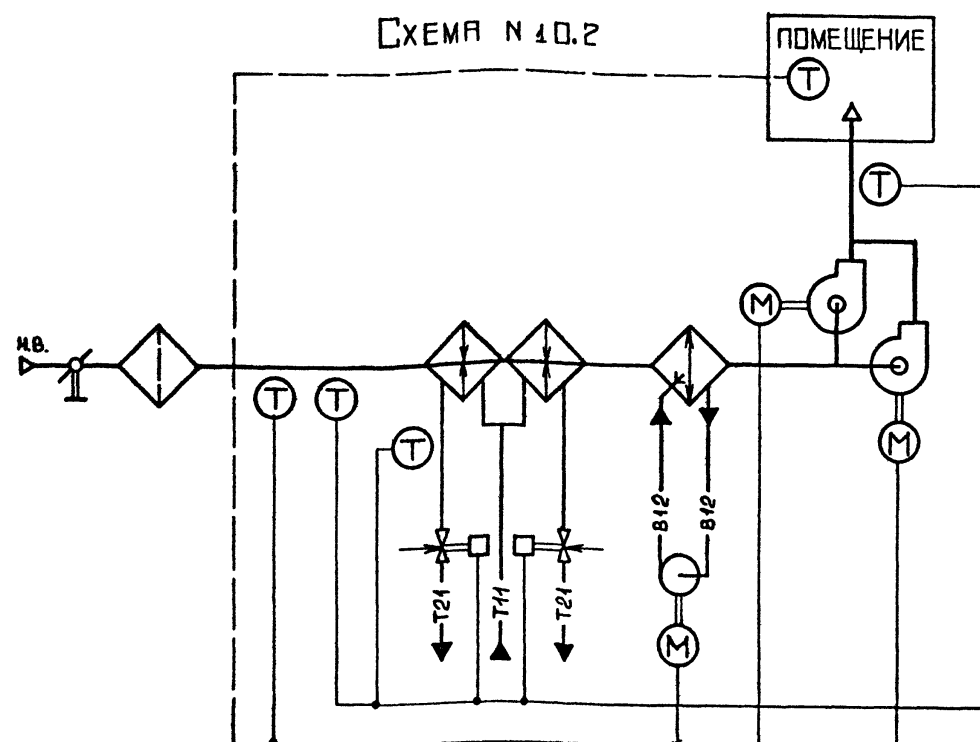 Схема N 10.2
ПОМЕЩЕНИЕ
Т
Т
М
Н.В.
Т
Т
Т
М
В12
В12
Т21
Т11
Т21
М